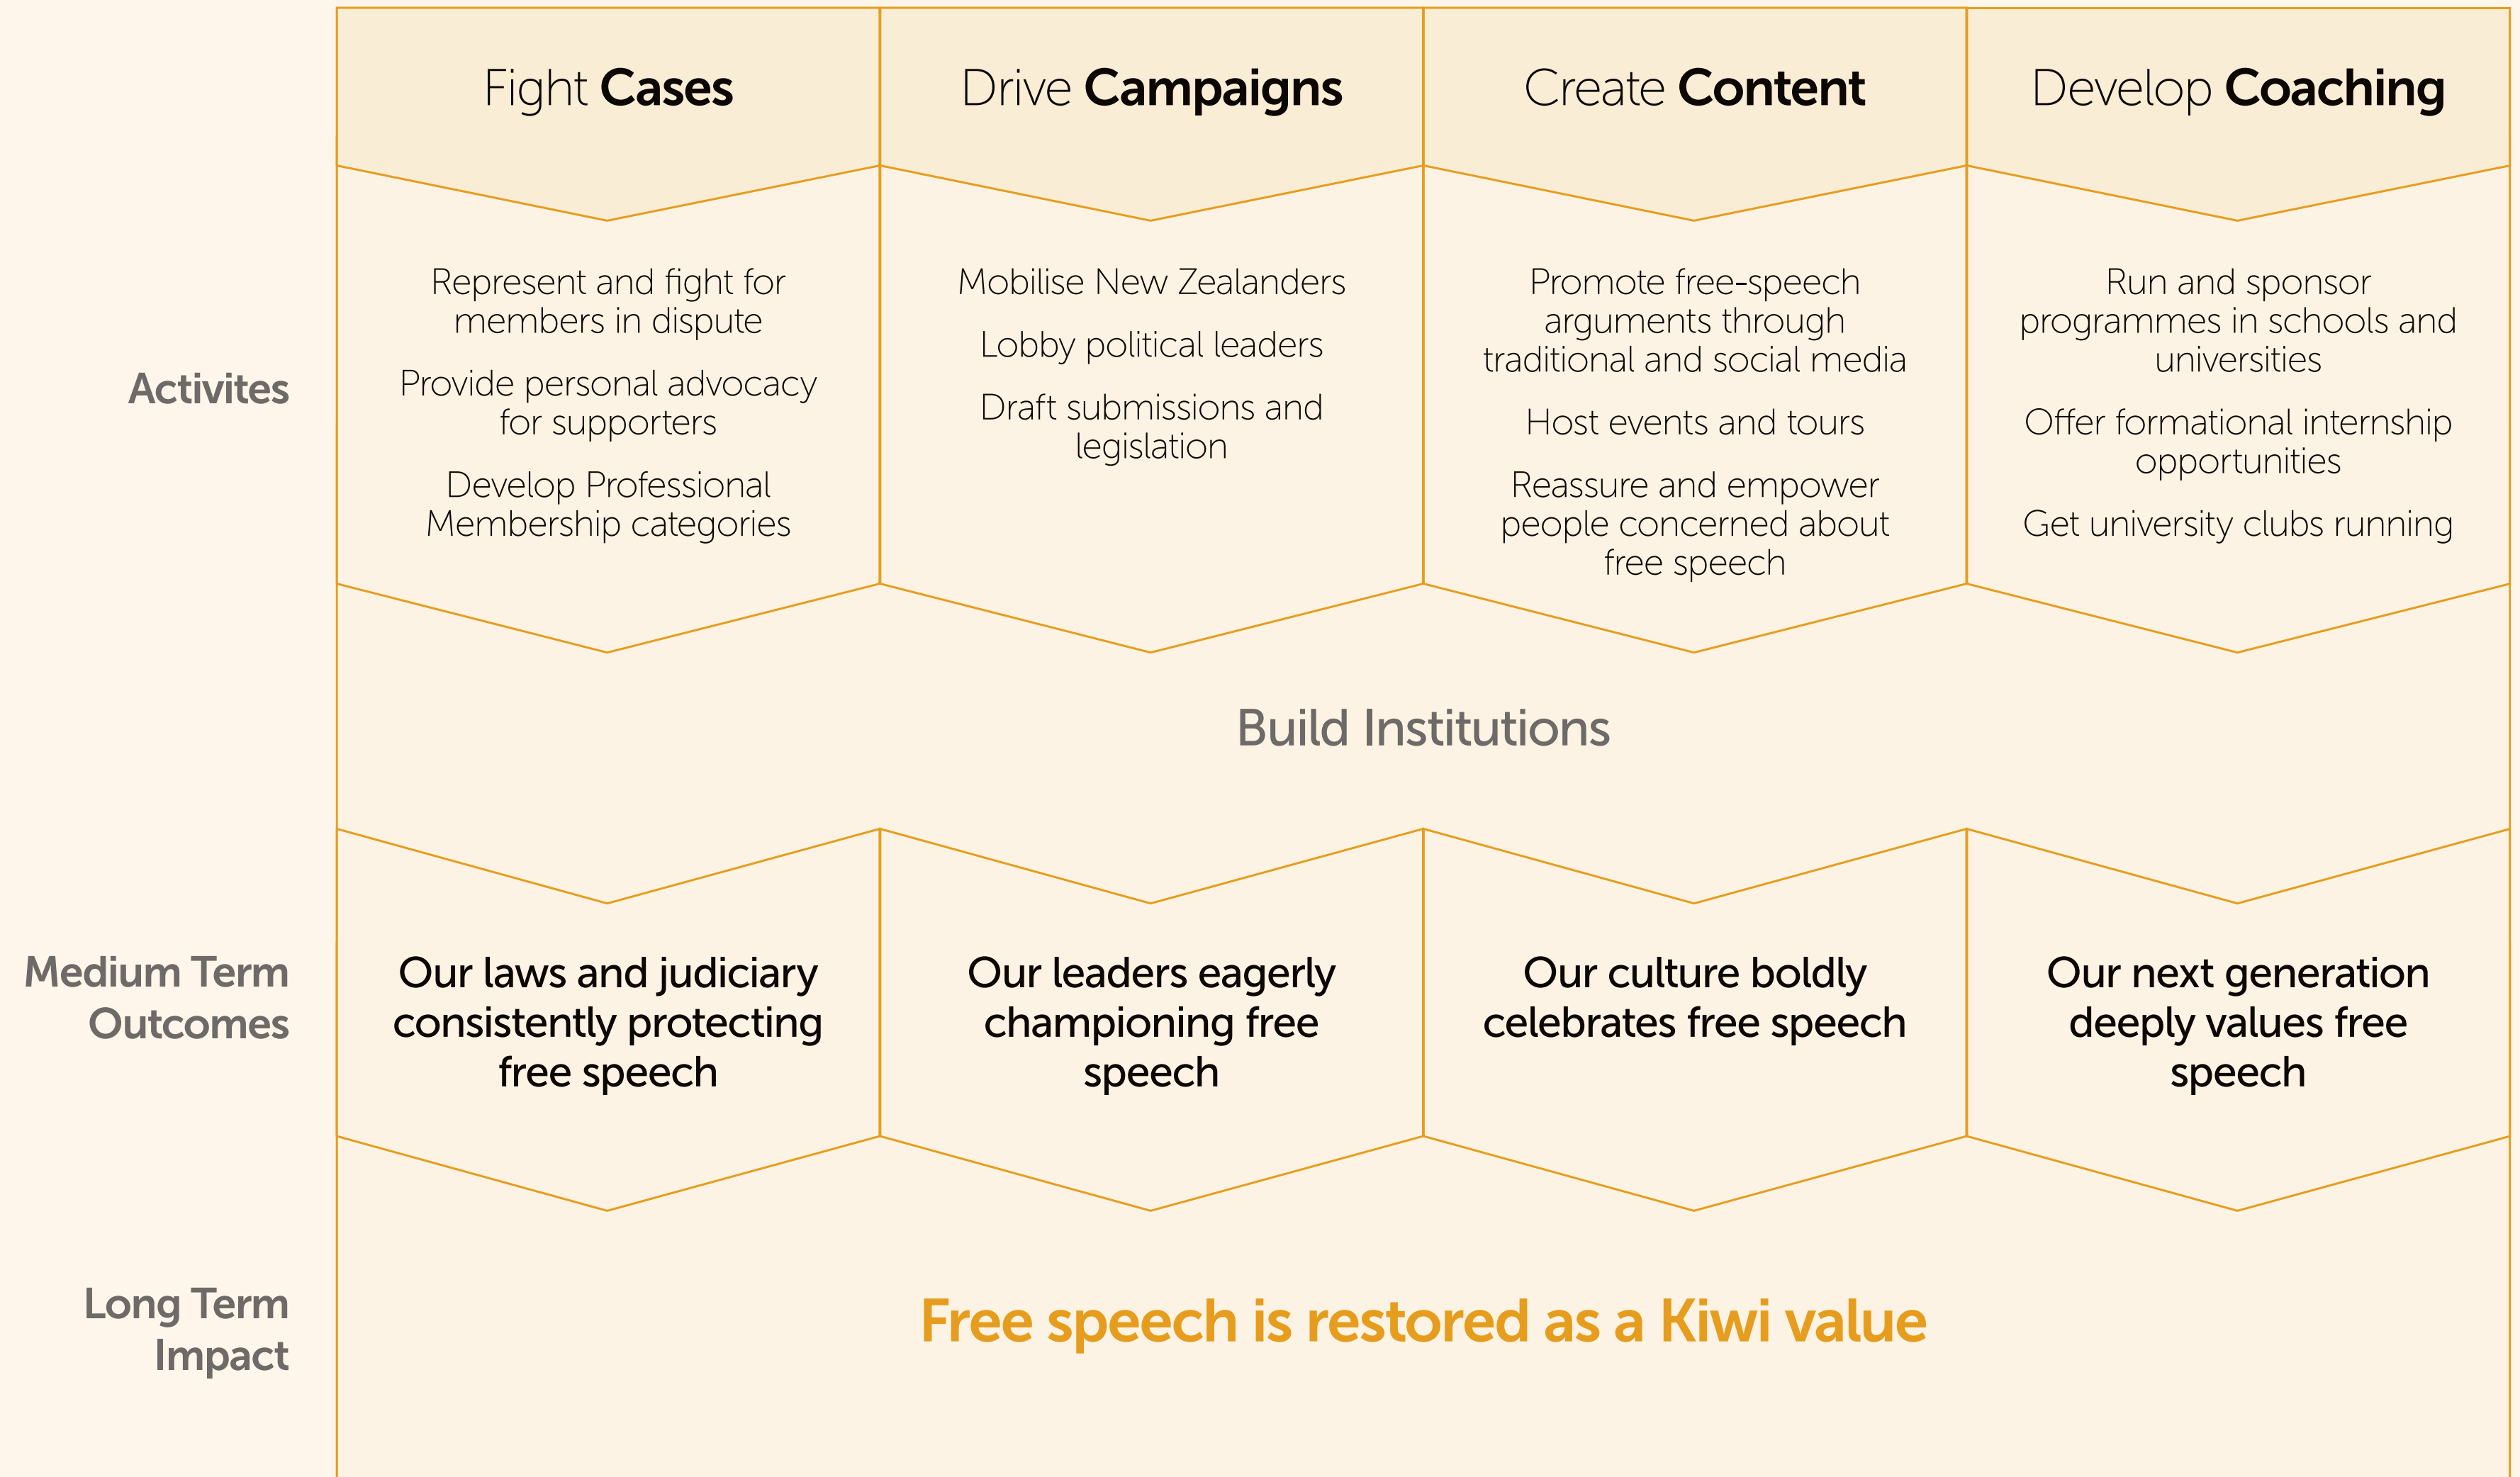 Fight Cases
Drive Campaigns
Create Content
Develop Coaching
Activites
Represent and fight for
members in dispute
Provide personal advocacy
for supporters
Develop Professional
Membership categories
Mobilise New Zealanders
Lobby political leaders
Draft submissions and
legislation
Promote free-speech
arguments through
traditional and social media
Host events and tours
Reassure and empower
people concerned about
free speech
Run and sponsor
programmes in schools and
universities
Offer formational internship
opportunities
Get university clubs running
Build Institutions
Medium Term
Outcomes
Our laws and judiciary
consistently protecting
free speech
Our leaders eagerly
championing free
speech
Our culture boldly
celebrates free speech
Our next generation
deeply values free
speech
Long Term
Impact
Free speech is restored as a Kiwi value